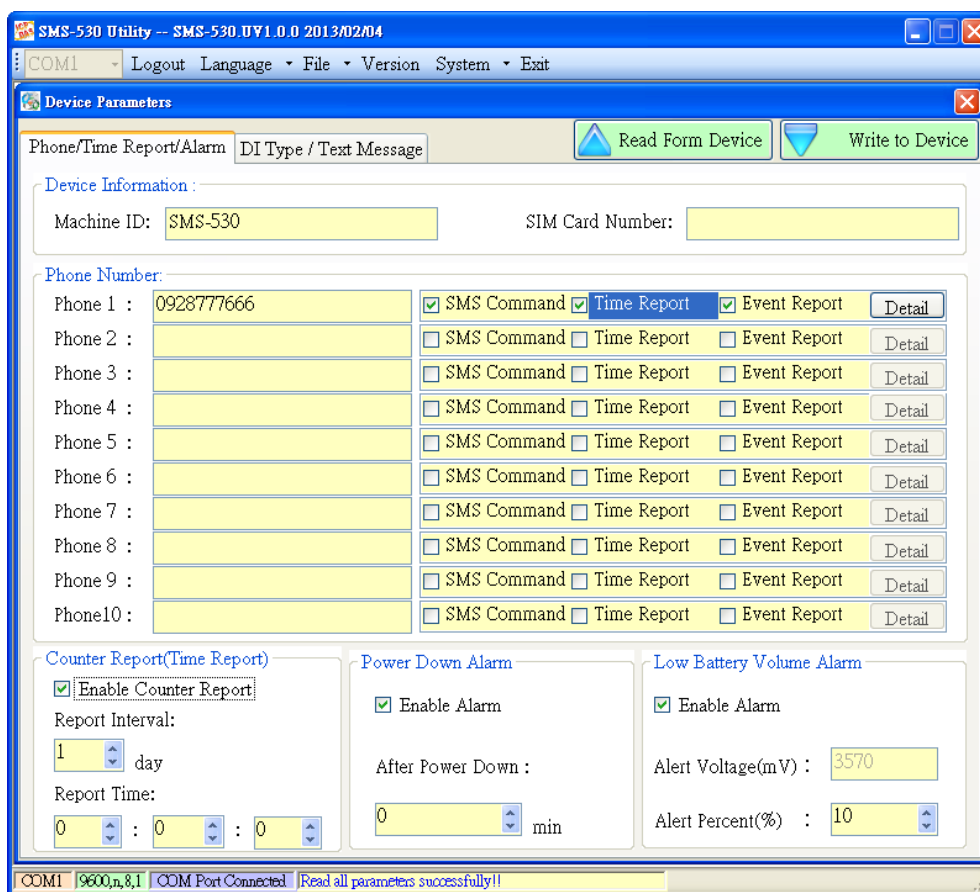 SMS-530 Utility -- SMS-530.UV1.0.0 2013/02/04
COM1 Logout Language File Version System Exit
Device Parameters
Phone/Time Report/Alarm DI Type / Text Message Read Form Device Write to Device
Device Information :
Machine ID: SMS-530 SIM Card Number:
Phone Number:
Phone 1 : 0928777666 SMS Command Time Report Event Report Detail
Phone 2 : SMS Command Time Report Event Report Detail
Phone 3 : SMS Command Time Report Event Report Detail
Phone 4 : SMS Command Time Report Event Report Detail
Phone 5 : SMS Command Time Report Event Report Detail
Phone 6 : SMS Command Time Report Event Report Detail
Phone 7 : SMS Command Time Report Event Report Detail
Phone 8 : SMS Command Time Report Event Report Detail
Phone 9 : SMS Command Time Report Event Report Detail
Phone10 : SMS Command Time Report Event Report Detail
Counter Report(Time Report)
Enable Counter Report
Report Interval:
1 day
Report Time:
0 : 0 : 0
Power Down Alarm
Enable Alarm
After Power Down :
0 min
Low Battery Volume Alarm
Enable Alarm
Alert Voltage(mV) : 3570
Alert Percent(%) : 10
COM1 9600,n,8,1 COM Port Connected Read all parameters successfully!!